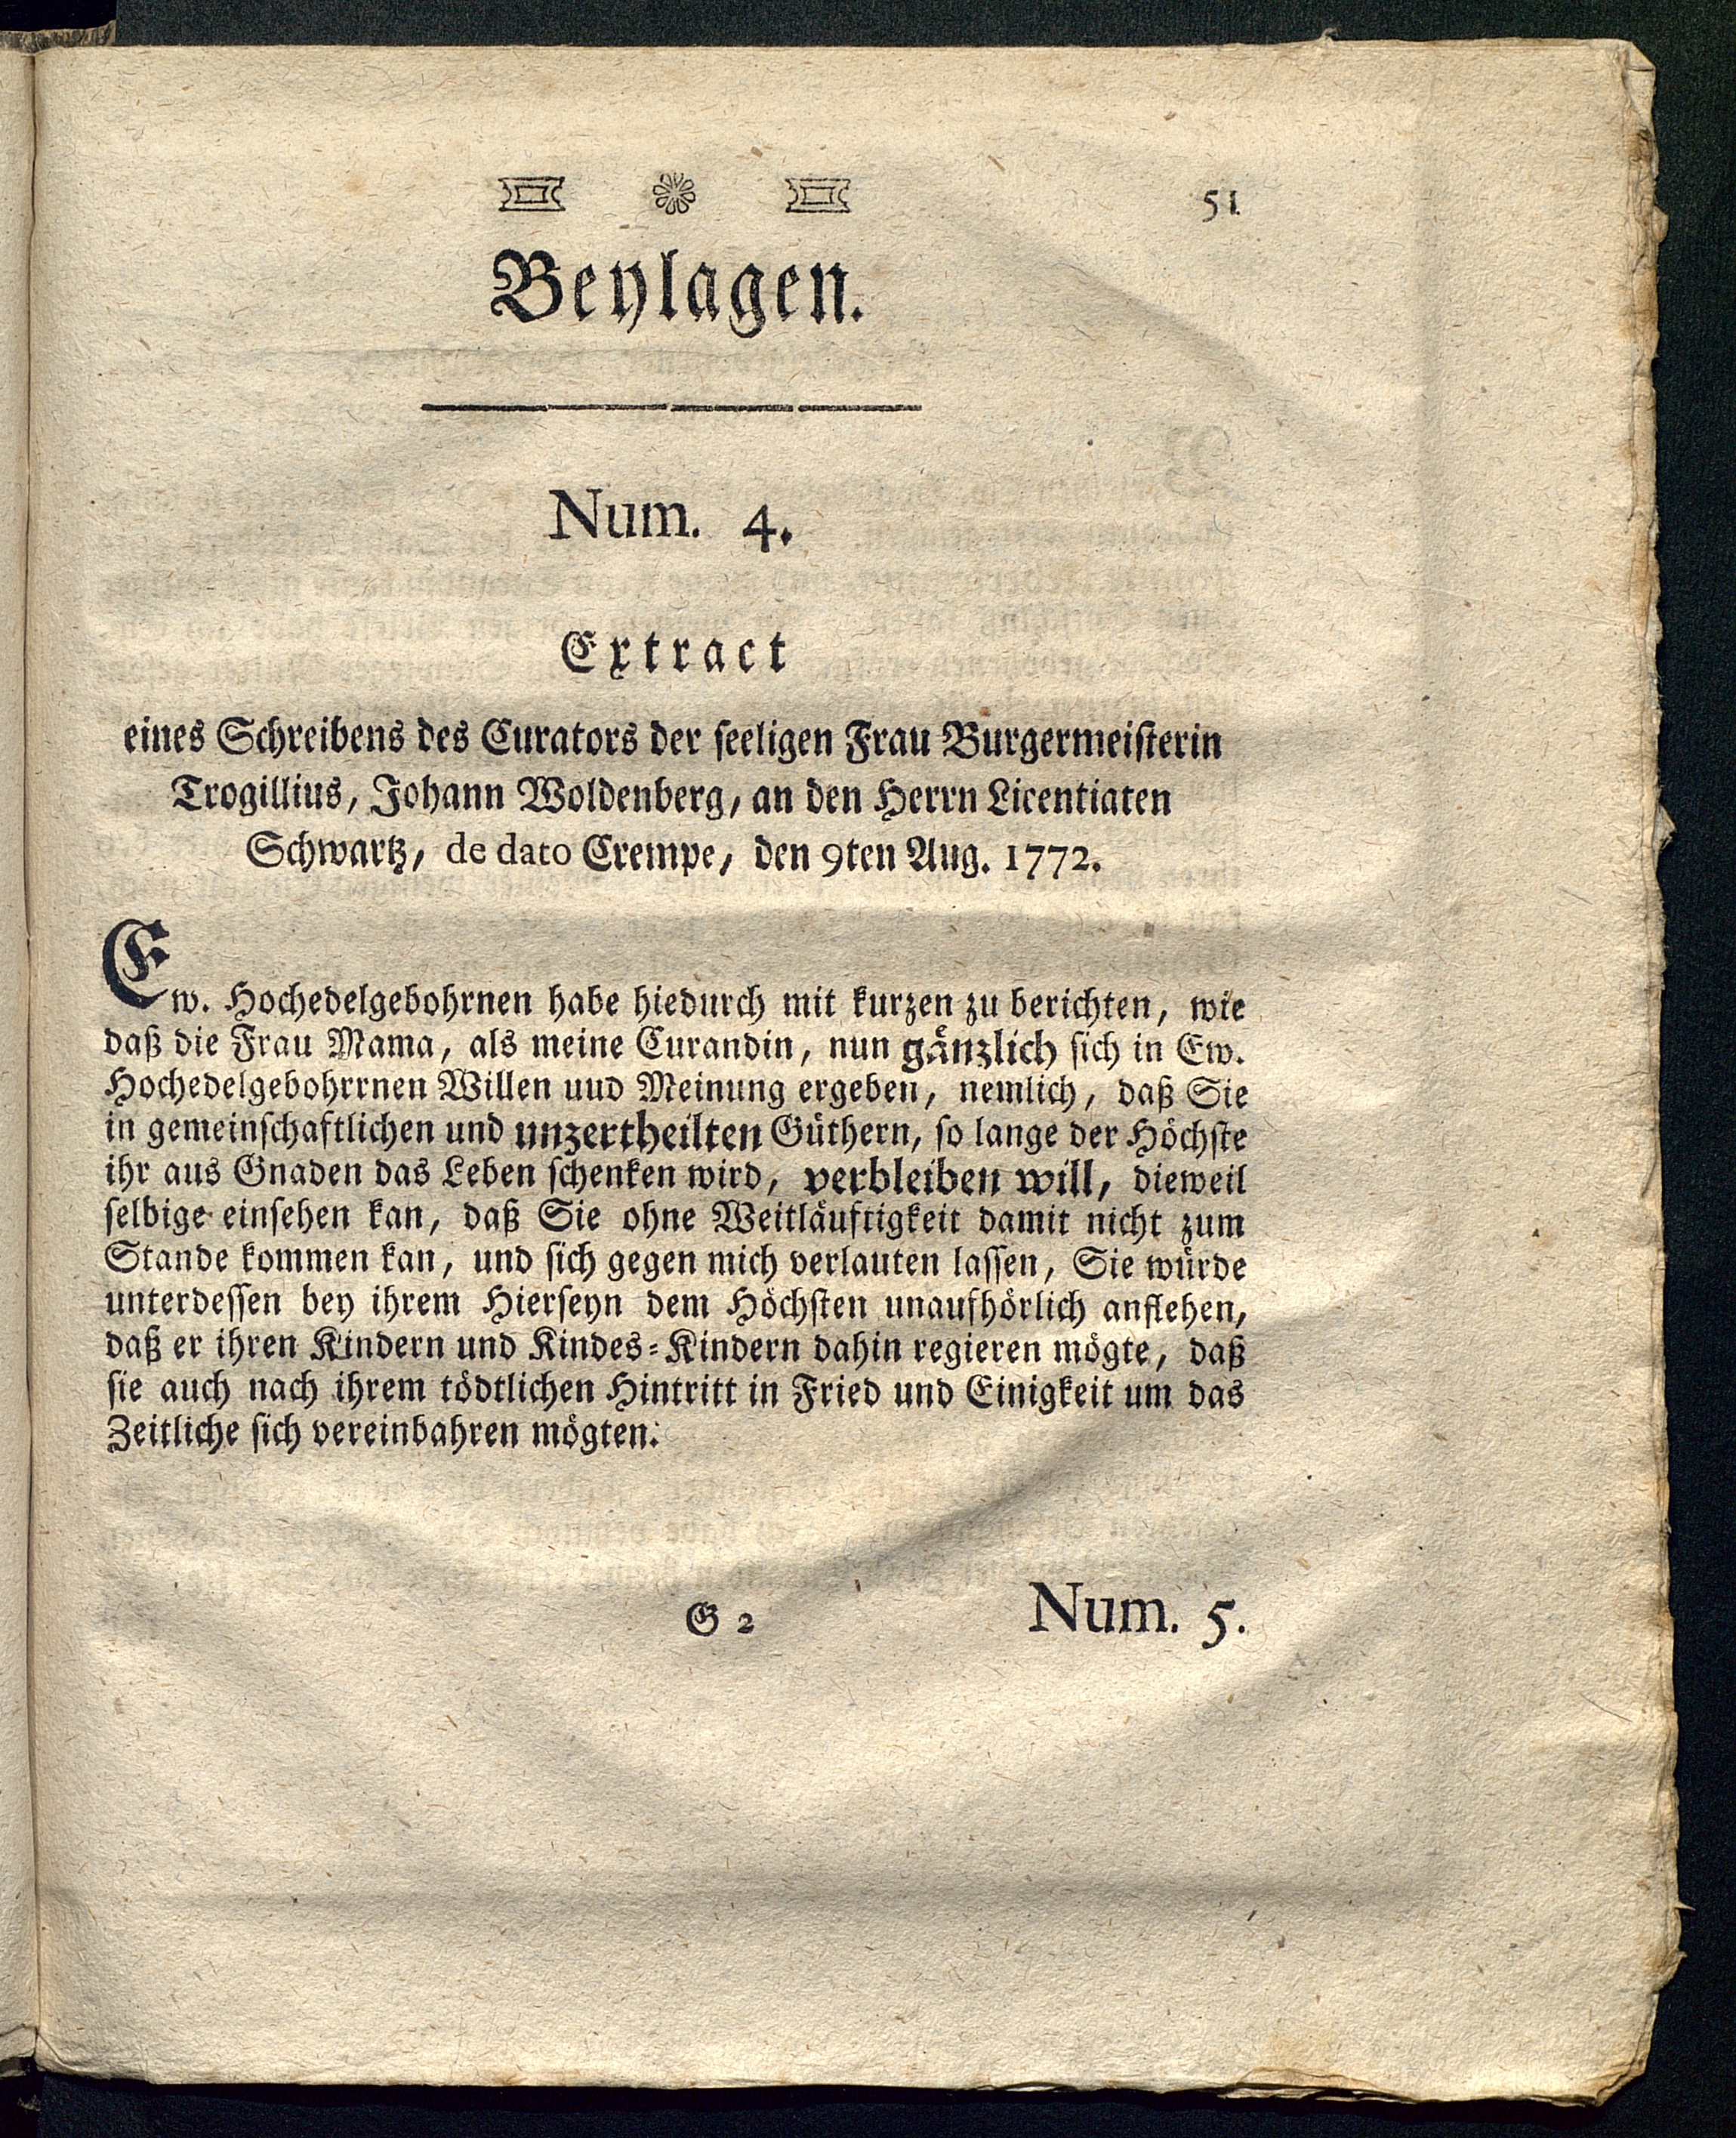 51
Beylagen.
Num. 4.
Extract
eines Schreibens des Curators der seeligen Frau Burgermeisterin
Trogillius, Johann Woldenberg, an den Herrn Licentiaten
Schwartz, de dato Crempe, den 9ten Aug. 1772.
Ew. Hochedelgebohrnen habe hiedurch mit kurzen zu berichten, wie
daß die Frau Mama, als meine Curandin, nun gänzlich sich in Ew.
Hochedelgebohrrnen Willen uud Meinung ergeben, nemlich, daß Sie
in gemeinschaftlichen und unzertheilten Güthern, so lange der Höchste
ihr aus Gnaden das Leben schenken wird, verbleiben will, dieweil
selbige einsehen kan, daß Sie ohne Weitläuftigkeit damit nicht zum
Stande kommen kan, und sich gegen mich verlauten lassen, Sie würde
unterdessen bey ihrem Hierseyn dem Höchsten unaufhörlich anflehen,
daß er ihren Kindern und Kindes-Kindern dahin regieren mögte, daß
sie auch nach ihrem tödtlichen Hintritt in Fried und Einigkeit um das
Zeitliche sich vereinbahren mögten.
G 2 Num. 5.